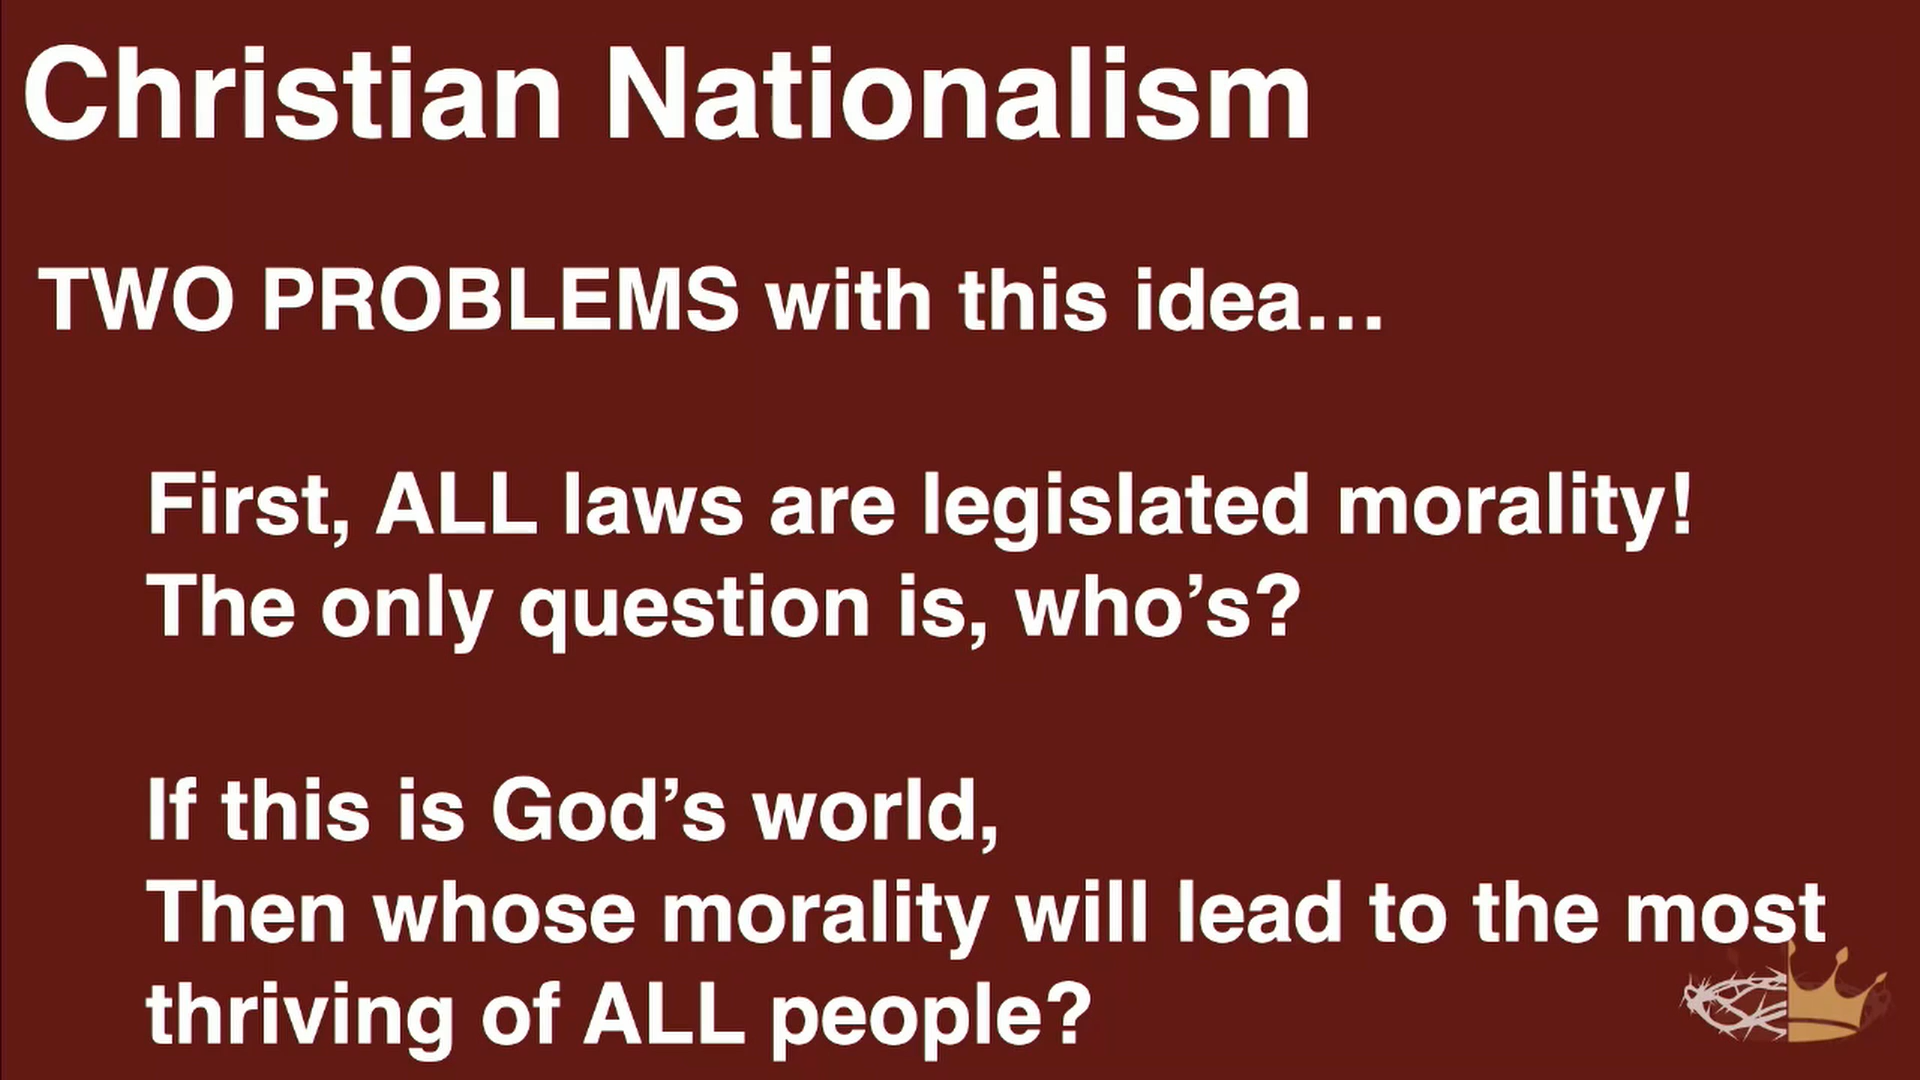 Christian Nationalism
TWO PROBLEMS with this idea…
First, ALL laws are legislated morality!
The only question is, who’s?
If this is God’s world,
Then whose morality will lead to the most
thriving of ALL people?